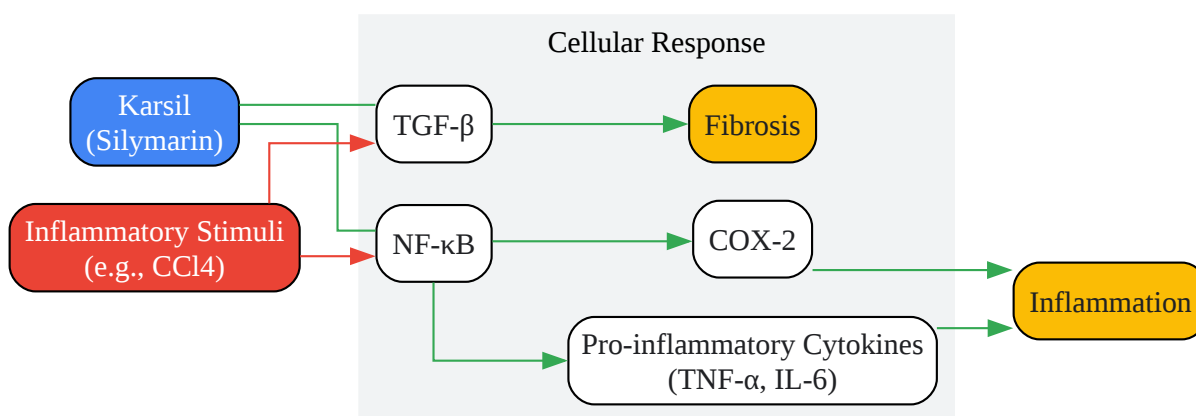 Cellular Response
Karsil
(Silymarin)
TGF-β
Fibrosis
Inflammatory Stimuli
(e.g., CCl4)
NF-κB
COX-2
Inflammation
Pro-inflammatory Cytokines
(TNF-α, IL-6)